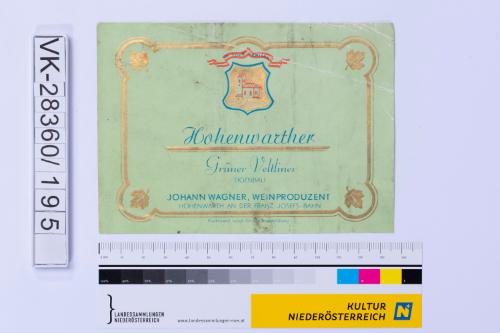 VK-28360/195
Hohenwarther
Grüner Veltliner
EIGENBAU
JOHANN WAGNER, WEINPRODUZENT
HOHENWARTH AN DER FRANZ JOSEFS-BAHN
LANDESSAMMLUNGEN
NIEDERÖSTERREICH
www.landessammlungen-noe.at
KULTUR
NIEDERÖSTERREICH
N